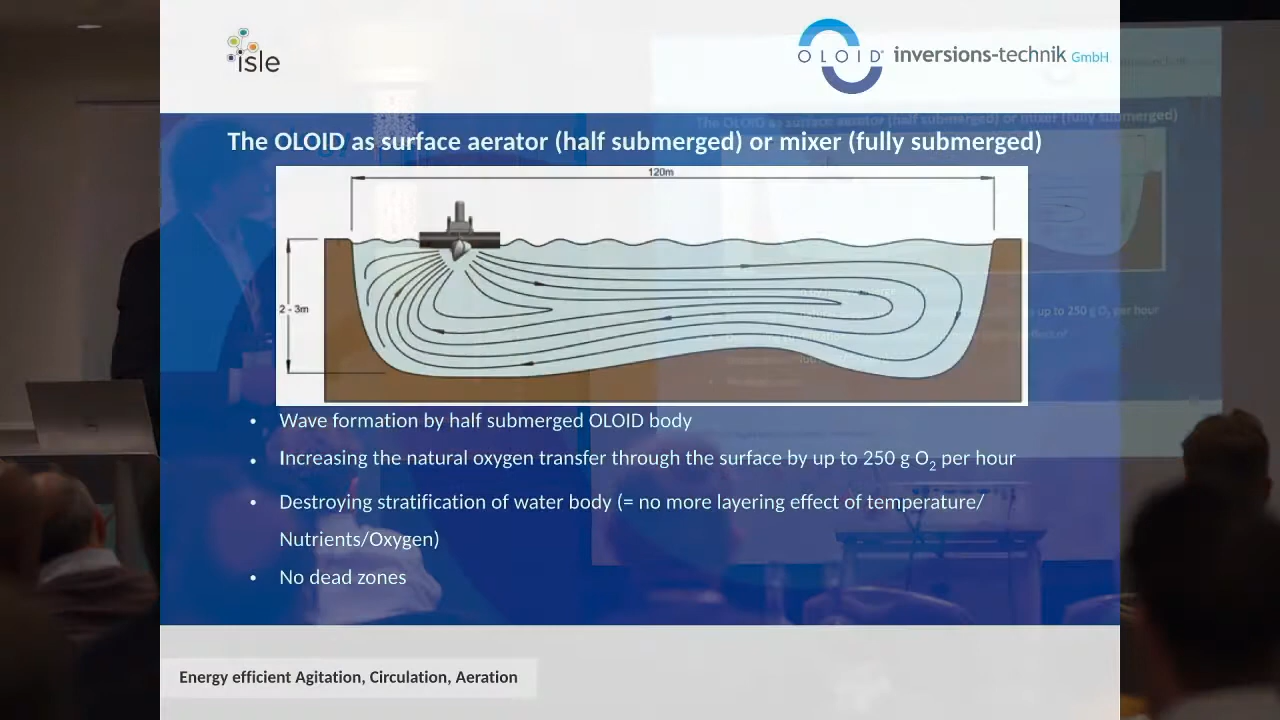 isle
OLOID® inversions-technik GmbH
The OLOID as surface aerator (half submerged) or mixer (fully submerged)
120m
2 - 3m
• Wave formation by half submerged OLOID body
• Increasing the natural oxygen transfer through the surface by up to 250 g O₂ per hour
• Destroying stratification of water body (= no more layering effect of temperature/
Nutrients/Oxygen)
• No dead zones
Energy efficient Agitation, Circulation, Aeration